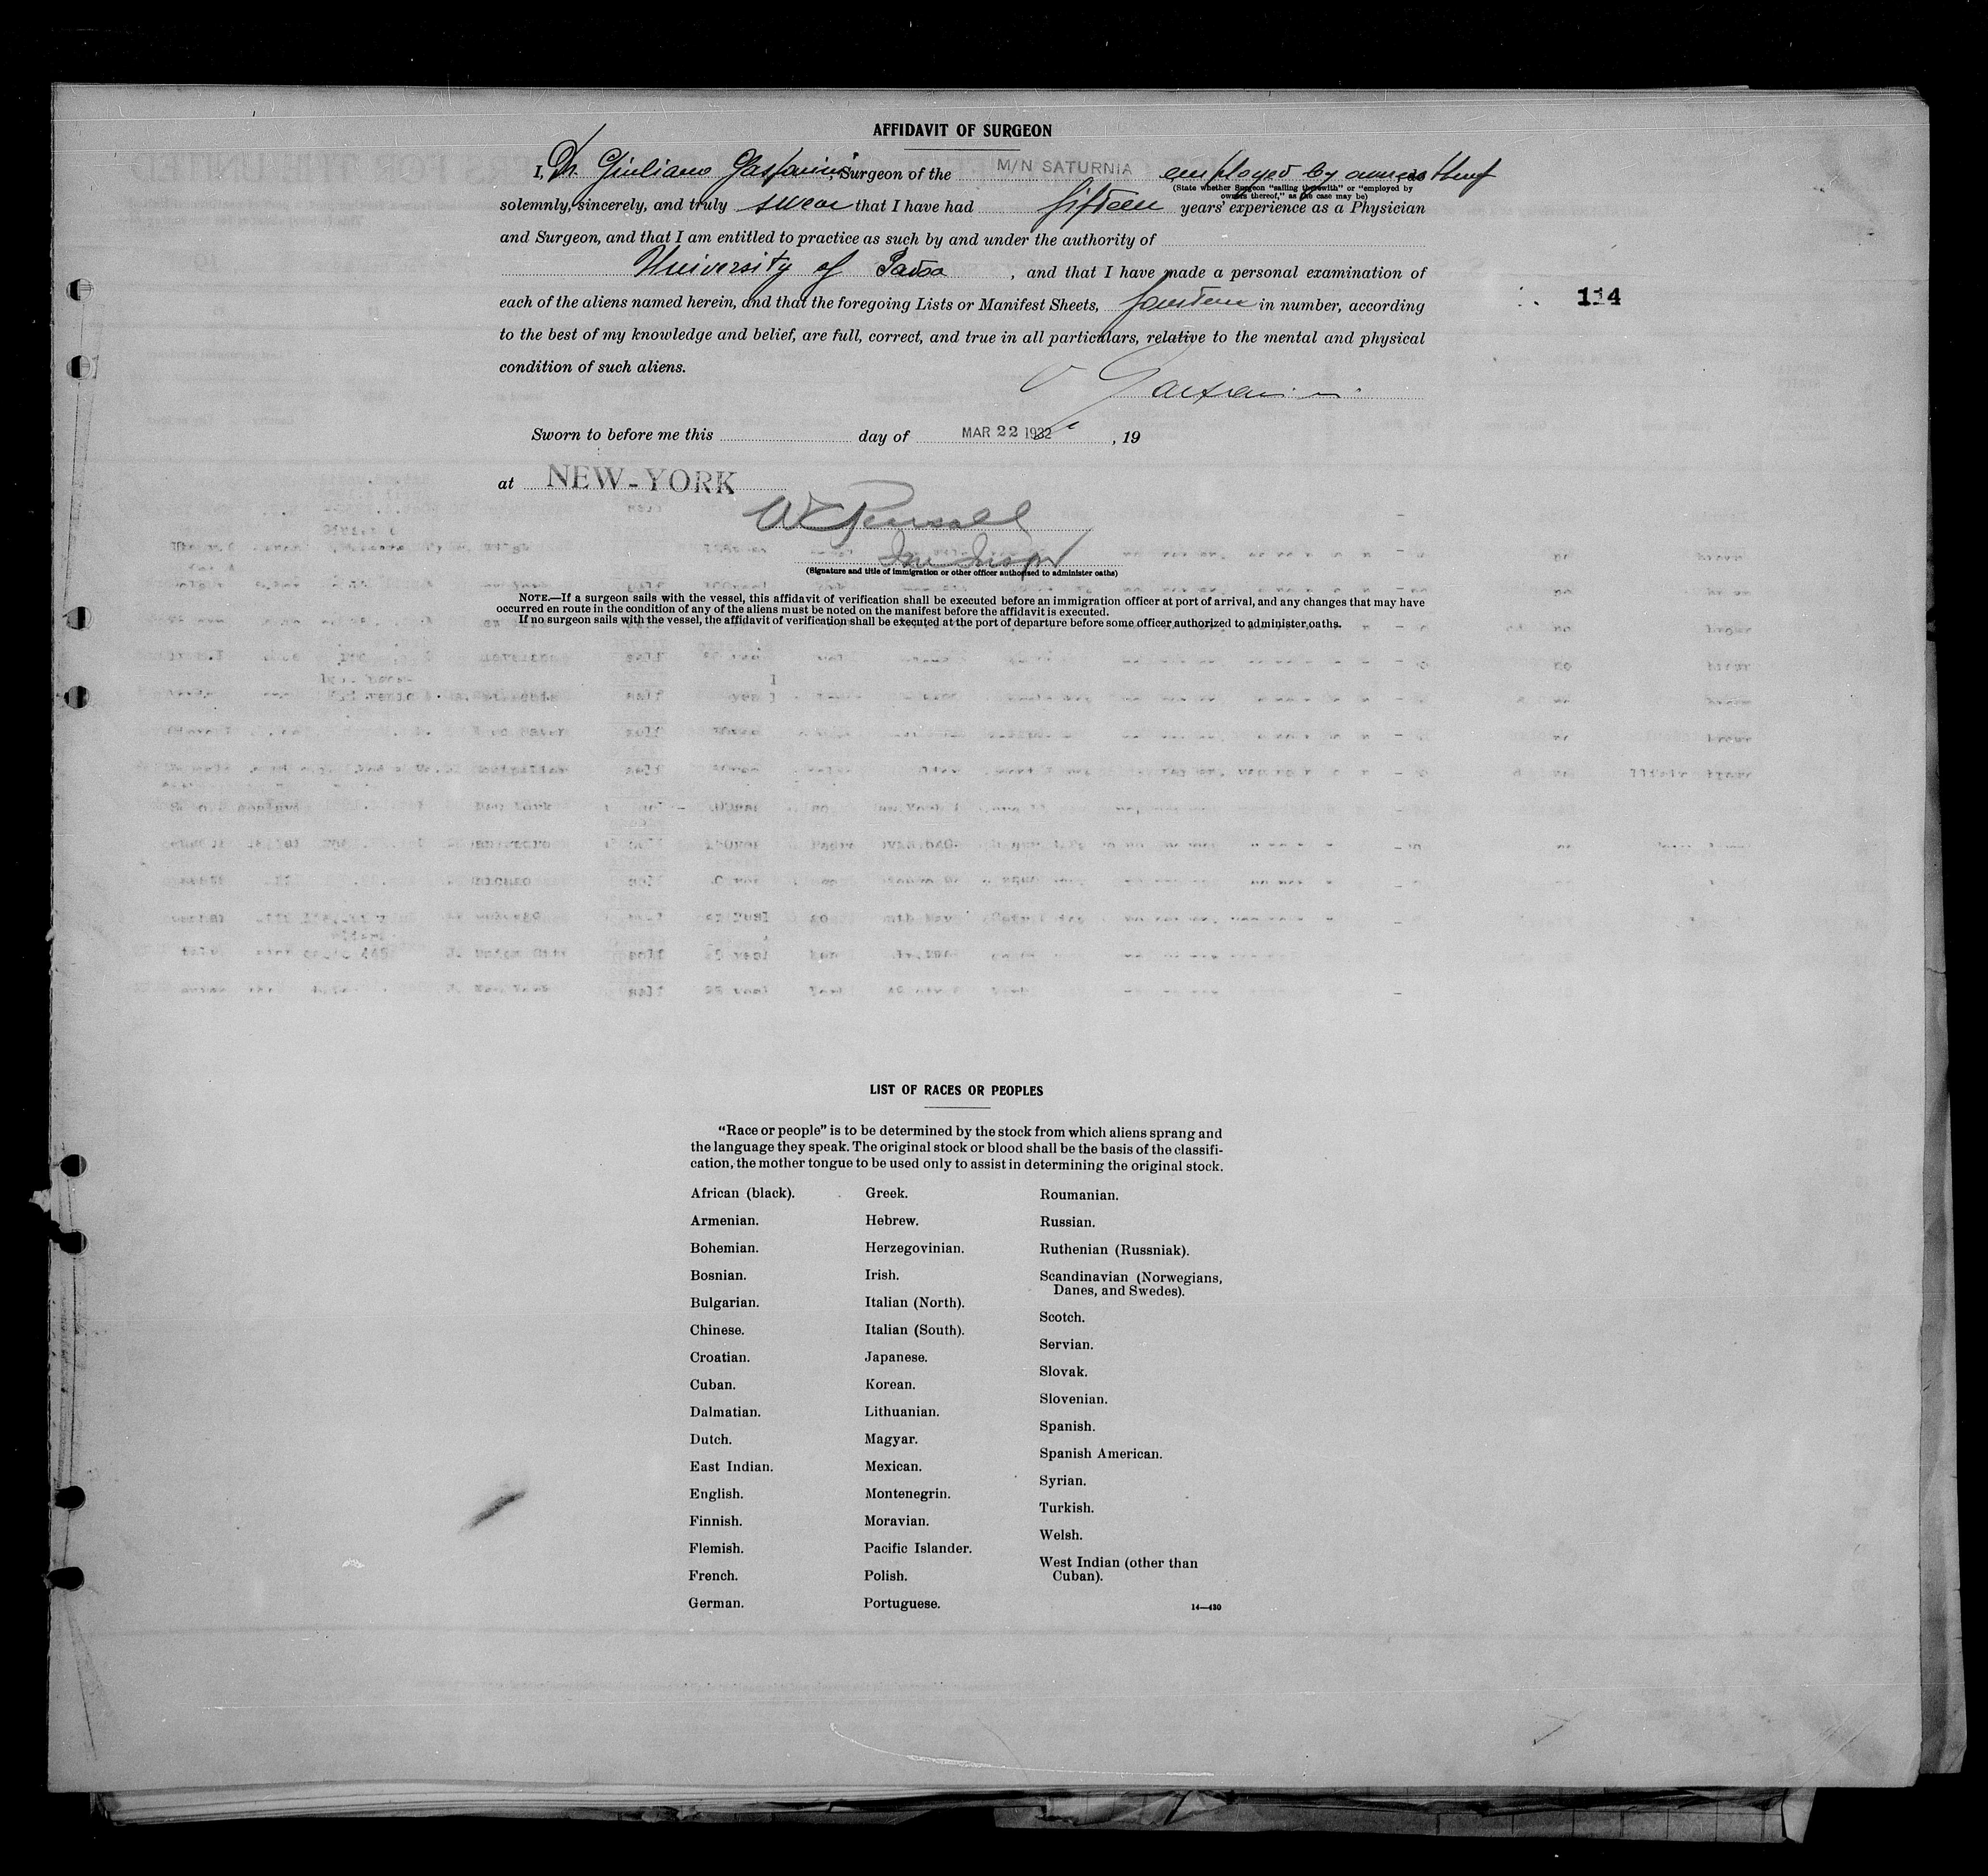 AFFIDAVIT OF SURGEON
I, Dr. Giuliano , Surgeon of the M/N SATURNIA employed by owners thereof
(State whether Surgeon “sailing therewith” or “employed by
owners thereof,” as the case may be)
solemnly, sincerely, and truly swear that I have had fifteen years’ experience as a Physician
and Surgeon, and that I am entitled to practice as such by and under the authority of
University of , and that I have made a personal examination of
each of the aliens named herein, and that the foregoing Lists or Manifest Sheets, fourteen in number, according
114
to the best of my knowledge and belief, are full, correct, and true in all particulars, relative to the mental and physical
condition of such aliens.
Sworn to before me this day of MAR 22 1932, 19
at NEW-YORK
(Signature and title of immigration or other officer authorized to administer oaths)
NOTE.—If a surgeon sails with the vessel, this affidavit of verification shall be executed before an immigration officer at port of arrival, and any changes that may have
occurred en route in the condition of any of the aliens must be noted on the manifest before the affidavit is executed.
If no surgeon sails with the vessel, the affidavit of verification shall be executed at the port of departure before some officer authorized to administer oaths.
LIST OF RACES OR PEOPLES
“Race or people” is to be determined by the stock from which aliens sprang and
the language they speak. The original stock or blood shall be the basis of the classifi-
cation, the mother tongue to be used only to assist in determining the original stock.
African (black).
Armenian.
Bohemian.
Bosnian.
Bulgarian.
Chinese.
Croatian.
Cuban.
Dalmatian.
Dutch.
East Indian.
English.
Finnish.
Flemish.
French.
German.
Greek.
Hebrew.
Herzegovinian.
Irish.
Italian (North).
Italian (South).
Japanese.
Korean.
Lithuanian.
Magyar.
Mexican.
Montenegrin.
Moravian.
Pacific Islander.
Polish.
Portuguese.
Roumanian.
Russian.
Ruthenian (Russniak).
Scandinavian (Norwegians,
Danes, and Swedes).
Scotch.
Servian.
Slovak.
Slovenian.
Spanish.
Spanish American.
Syrian.
Turkish.
Welsh.
West Indian (other than
Cuban).
14—430